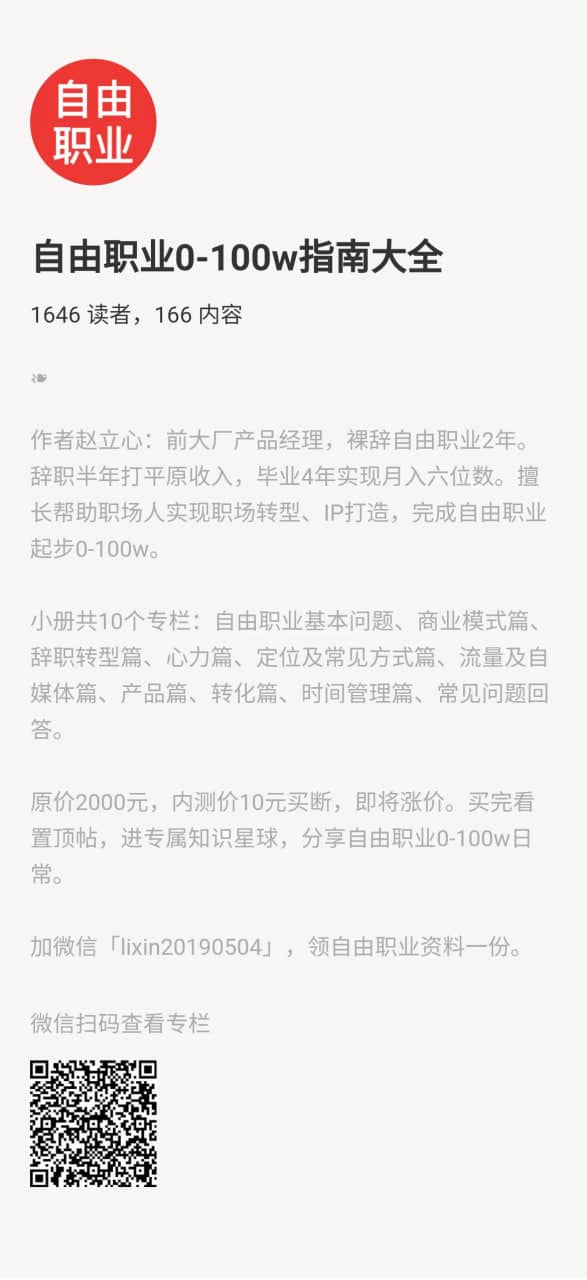 自由
职业
自由职业0-100w指南大全
1646 读者，166 内容
作者赵立心：前大厂产品经理，裸辞自由职业2年。
辞职半年打平原收入，毕业4年实现月入六位数。擅
长帮助职场人实现职场转型、IP打造，完成自由职业
起步0-100w。
小册共10个专栏：自由职业基本问题、商业模式篇、
辞职转型篇、心力篇、定位及常见方式篇、流量及自
媒体篇、产品篇、转化篇、时间管理篇、常见问题回
答。
原价2000元，内测价10元买断，即将涨价。买完看
置顶帖，进专属知识星球，分享自由职业0-100w日
常。
加微信「lixin20190504」，领自由职业资料一份。
微信扫码查看专栏